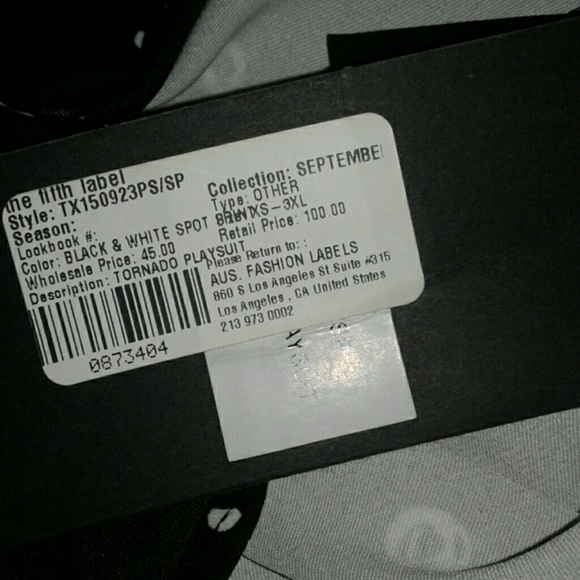 the fifth label
Style: TX150923PS/SP
Season:
Lookbook #:
Color: BLACK & WHITE SPOT PRINT
Wholesale Price: 45.00
Description: TORNADO PLAYSUIT
0873404
Collection: SEPTEMBE
Type: OTHER
XS-3XL
Retail Price: 100.00
Please Return to: :
AUS. FASHION LABELS
860 S Los Angeles St Suite #315
Los Angeles , CA United States
213 973 0002